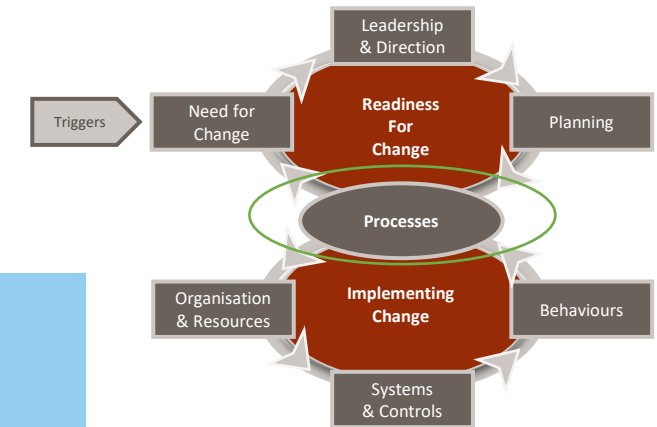 Leadership
& Direction
Triggers
Need for
Change
Readiness
For
Change
Planning
Processes
Organisation
& Resources
Implementing
Change
Behaviours
Systems
& Controls